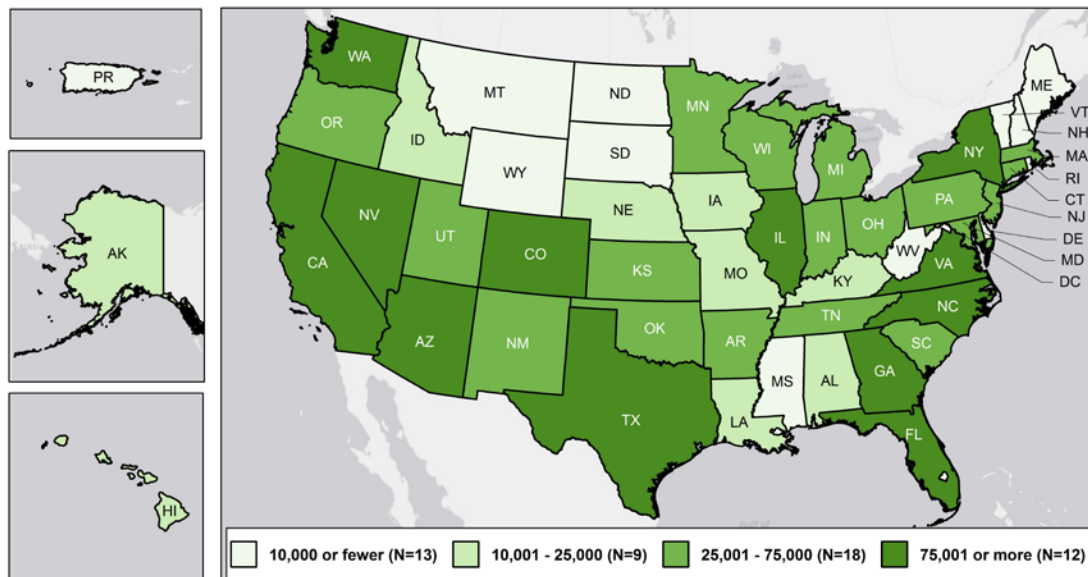 PR
AK
HI
WA
OR
CA
NV
ID
MT
WY
UT
AZ
CO
NM
ND
SD
NE
KS
OK
TX
MN
IA
MO
AR
LA
WI
IL
MS
MI
IN
KY
TN
AL
OH
WV
GA
FL
SC
NC
VA
PA
NY
ME
VT
NH
MA
RI
CT
NJ
DE
MD
DC
10,000 or fewer (N=13)
10,001 - 25,000 (N=9)
25,001 - 75,000 (N=18)
75,001 or more (N=12)